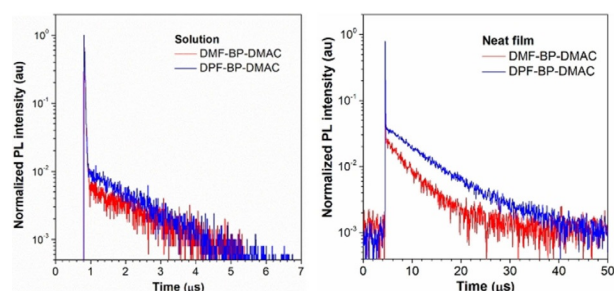 Solution
DMF-BP-DMAC
DPF-BP-DMAC
Normalized PL intensity (au)
10⁰
10⁻¹
10⁻²
10⁻³
0 1 2 3 4 5 6 7
Time (μs)
Neat film
DMF-BP-DMAC
DPF-BP-DMAC
Normalized PL intensity (au)
10⁰
10⁻¹
10⁻²
10⁻³
0 10 20 30 40 50
Time (μs)